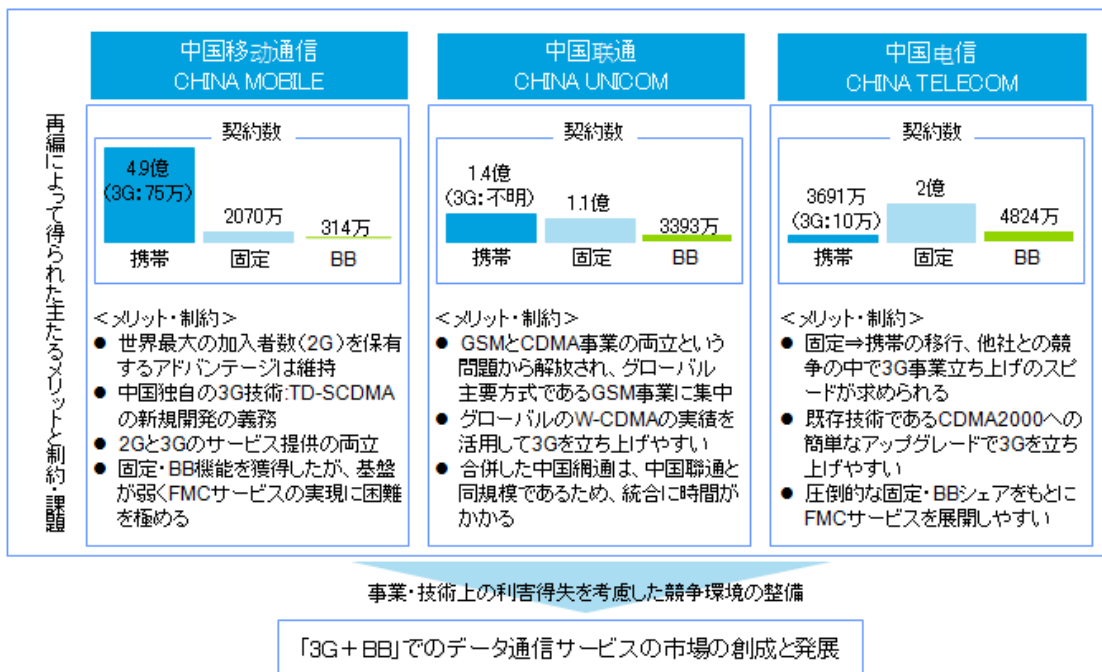 中国移动通信
CHINA MOBILE
中国联通
CHINA UNICOM
中国电信
CHINA TELECOM
再編によって得られた主たるメリットと制約・課題
契約数
4.9億
(3G:75万)
2070万
314万
携帯
固定
BB
<メリット・制約>
● 世界最大の加入者数(2G)を保有
するアドバンテージは維持
● 中国独自の3G技術:TD-SCDMA
の新規開発の義務
● 2Gと3Gのサービス提供の両立
● 固定・BB機能を獲得したが、基盤
が弱くFMCサービスの実現に困難
を極める
契約数
1.4億
(3G:不明)
1.1億
3393万
携帯
固定
BB
<メリット・制約>
● GSMとCDMA事業の両立という
問題から解放され、グローバル
主要方式であるGSM事業に集中
● グローバルのW-CDMAの実績を
活用して3Gを立ち上げやすい
● 合併した中国網通は、中国聯通と
同規模であるため、統合に時間が
かかる
契約数
3691万
(3G:10万)
2億
4824万
携帯
固定
BB
<メリット・制約>
● 固定⇒携帯の移行、他社との競
争の中で3G事業立ち上げのスピ
ードが求められる
● 既存技術であるCDMA2000への
簡単なアップグレードで3Gを立ち
上げやすい
● 圧倒的な固定・BBシェアをもとに
FMCサービスを展開しやすい
事業・技術上の利害得失を考慮した競争環境の整備
「3G+BB」でのデータ通信サービスの市場の創成と発展